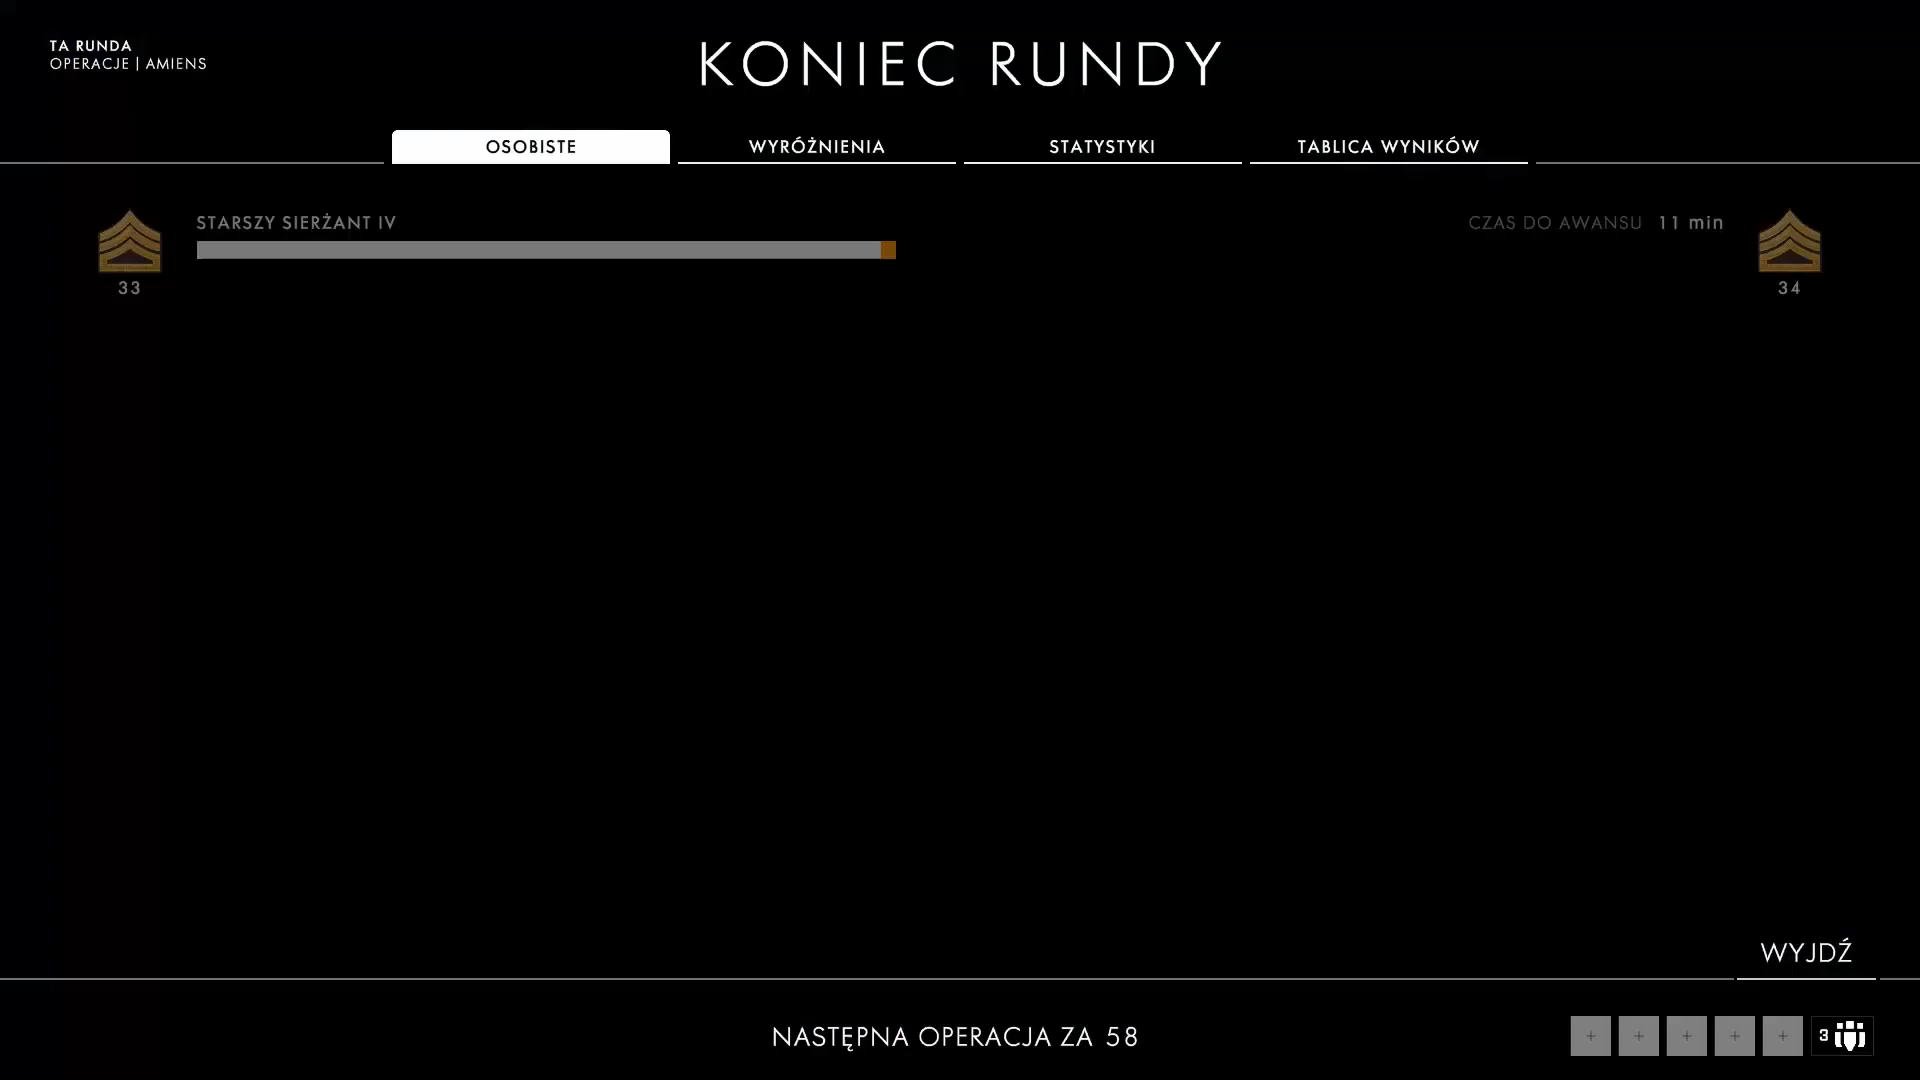 TA RUNDA
OPERACJE | AMIENS
KONIEC RUNDY
OSOBISTE
WYRÓŻNIENIA
STATYSTYKI
TABLICA WYNIKÓW
STARSZY SIERŻANT IV
CZAS DO AWANSU 11 min
33
34
WYJDŹ
NASTĘPNA OPERACJA ZA 58
+ + + + + 3